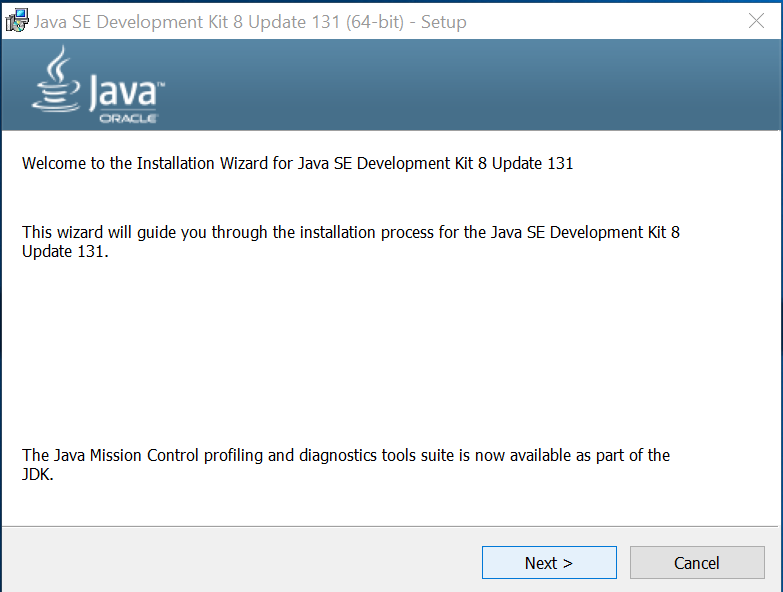 Java SE Development Kit 8 Update 131 (64-bit) - Setup
Java™
ORACLE
Welcome to the Installation Wizard for Java SE Development Kit 8 Update 131
This wizard will guide you through the installation process for the Java SE Development Kit 8
Update 131.
The Java Mission Control profiling and diagnostics tools suite is now available as part of the
JDK.
Next >
Cancel